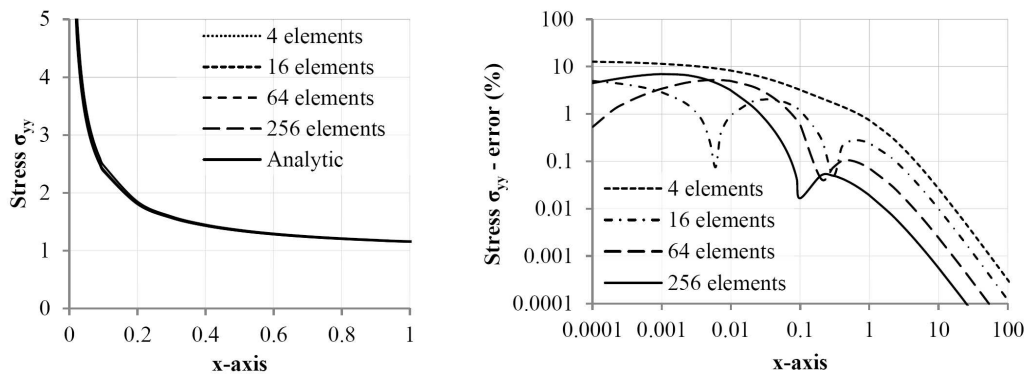 5
4
3
2
1
0
Stress σyy
4 elements
16 elements
64 elements
256 elements
Analytic
0 0.2 0.4 0.6 0.8 1
x-axis
100
10
1
0.1
0.01
0.001
0.0001
Stress σyy - error (%)
4 elements
16 elements
64 elements
256 elements
0.0001 0.001 0.01 0.1 1 10 100
x-axis